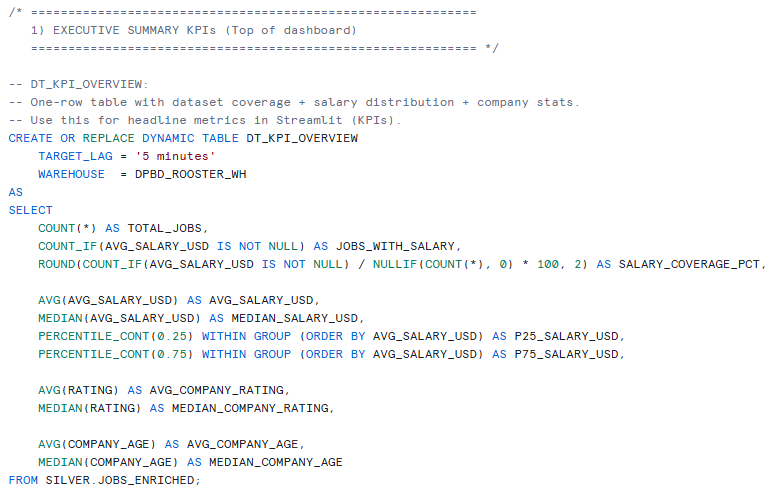 /* ============================================================
   1) EXECUTIVE SUMMARY KPIs (Top of dashboard)
   ============================================================ */

-- DT_KPI_OVERVIEW:
-- One-row table with dataset coverage + salary distribution + company stats.
-- Use this for headline metrics in Streamlit (KPIs).
CREATE OR REPLACE DYNAMIC TABLE DT_KPI_OVERVIEW
    TARGET_LAG = '5 minutes'
    WAREHOUSE  = DPBD_ROOSTER_WH
AS
SELECT
    COUNT(*) AS TOTAL_JOBS,
    COUNT_IF(AVG_SALARY_USD IS NOT NULL) AS JOBS_WITH_SALARY,
    ROUND(COUNT_IF(AVG_SALARY_USD IS NOT NULL) / NULLIF(COUNT(*), 0) * 100, 2) AS SALARY_COVERAGE_PCT,

    AVG(AVG_SALARY_USD) AS AVG_SALARY_USD,
    MEDIAN(AVG_SALARY_USD) AS MEDIAN_SALARY_USD,
    PERCENTILE_CONT(0.25) WITHIN GROUP (ORDER BY AVG_SALARY_USD) AS P25_SALARY_USD,
    PERCENTILE_CONT(0.75) WITHIN GROUP (ORDER BY AVG_SALARY_USD) AS P75_SALARY_USD,

    AVG(RATING) AS AVG_COMPANY_RATING,
    MEDIAN(RATING) AS MEDIAN_COMPANY_RATING,

    AVG(COMPANY_AGE) AS AVG_COMPANY_AGE,
    MEDIAN(COMPANY_AGE) AS MEDIAN_COMPANY_AGE
FROM SILVER.JOBS_ENRICHED;